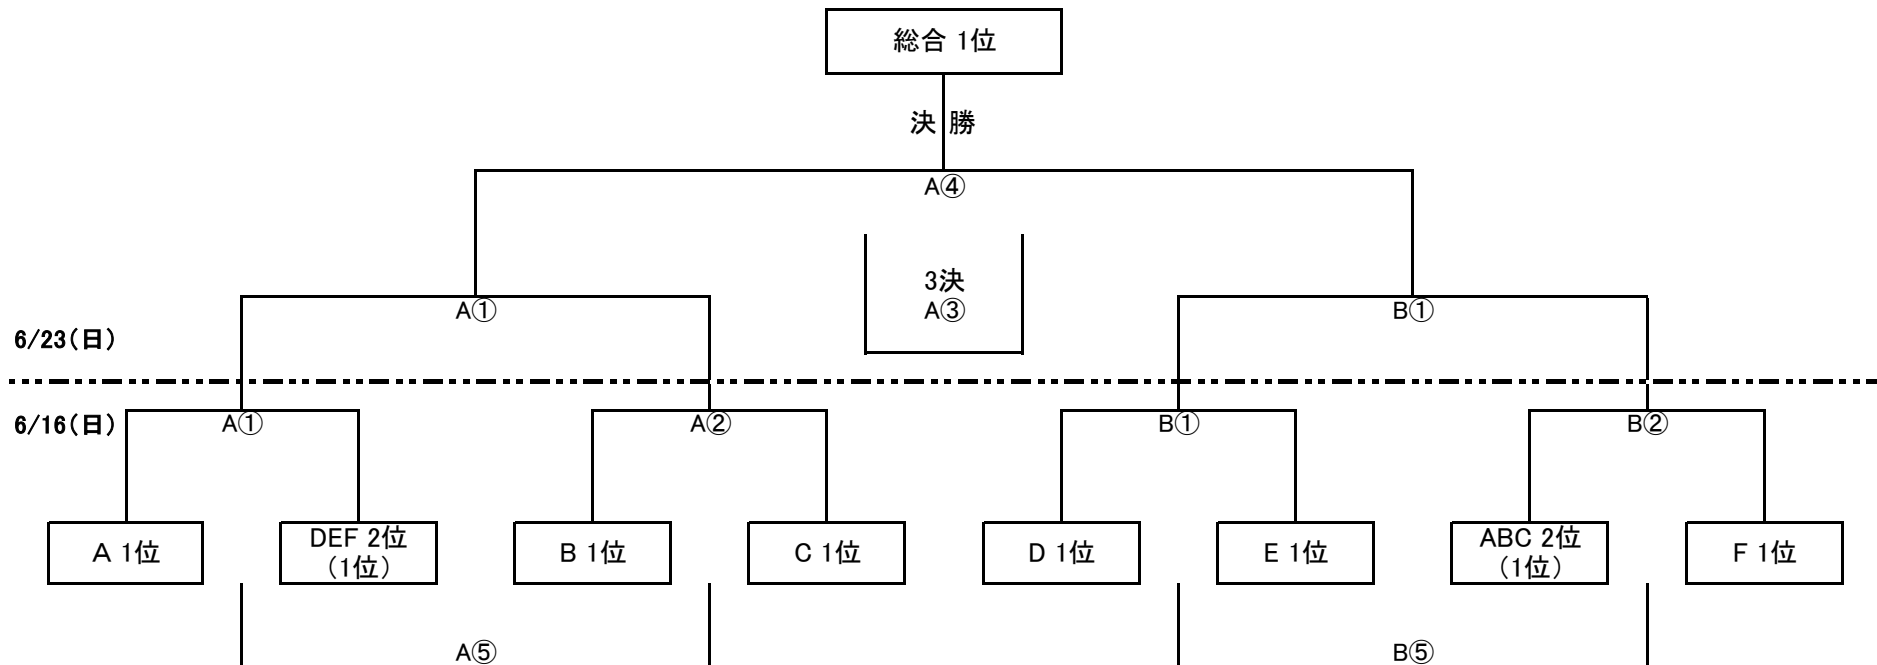 総合 1位
決 勝
A④
3決
A③
A①
B①
6/23(日)
6/16(日)
A①
A②
B①
B②
A 1位
DEF 2位
(1位)
B 1位
C 1位
D 1位
E 1位
ABC 2位
(1位)
F 1位
A⑤
B⑤